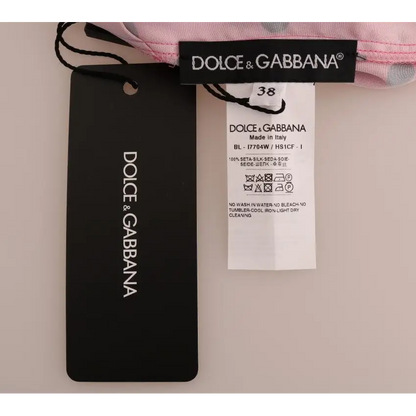 DOLCE & GABBANA®
38
DOLCE & GABBANA
Made in Italy
BL - I7704W / HS1CF - I
100% SETA-SILK-SEDA-SOIE-
NO WASH IN WATER-NO BLEACH-NO
TUMBLER-COOL IRON-LIGHT DRY
CLEANING.
DOLCE & GABBANA